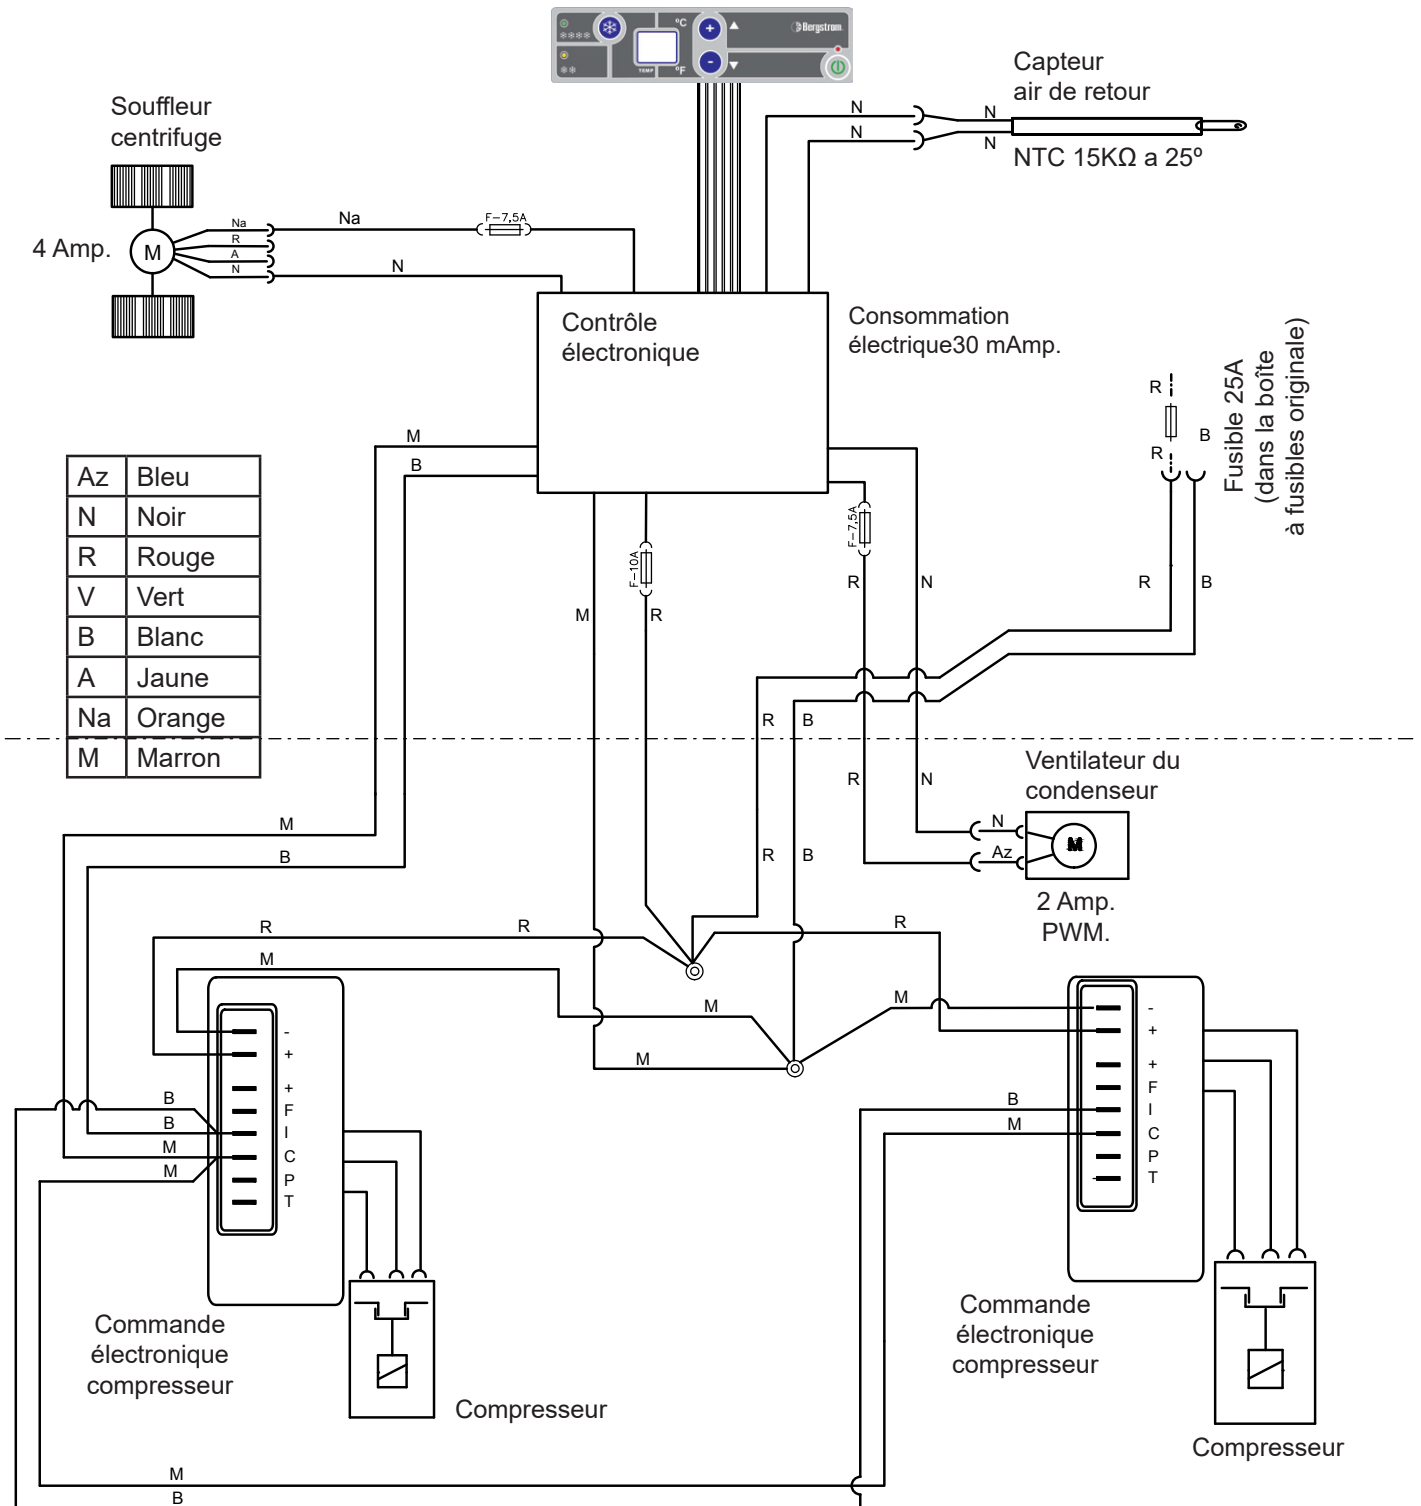 °C
Bergstrom
TEMP
°F
Capteur
air de retour
N
N
N
N
NTC 15KΩ a 25º
Souffleur
centrifuge
4 Amp.
M
Na
R
A
N
Na
F-7,5A
N
Contrôle
électronique
Consommation
électrique30 mAmp.
R
R
B
Fusible 25A
(dans la boîte
à fusibles originale)
M
B
Az Bleu
N Noir
R Rouge
V Vert
B Blanc
A Jaune
Na Orange
M Marron
F-10A
F-7,5A
M
R
R
N
R
B
R
B
R
N
Ventilateur du
condenseur
N
Az
M
2 Amp.
PWM.
M
B
R
B
R
R
R
M
M
M
M
-
+
+
F
I
C
P
T
B
B
M
M
-
+
+
F
I
C
P
T
B
M
Commande
électronique
compresseur
Compresseur
Commande
électronique
compresseur
Compresseur
M
B